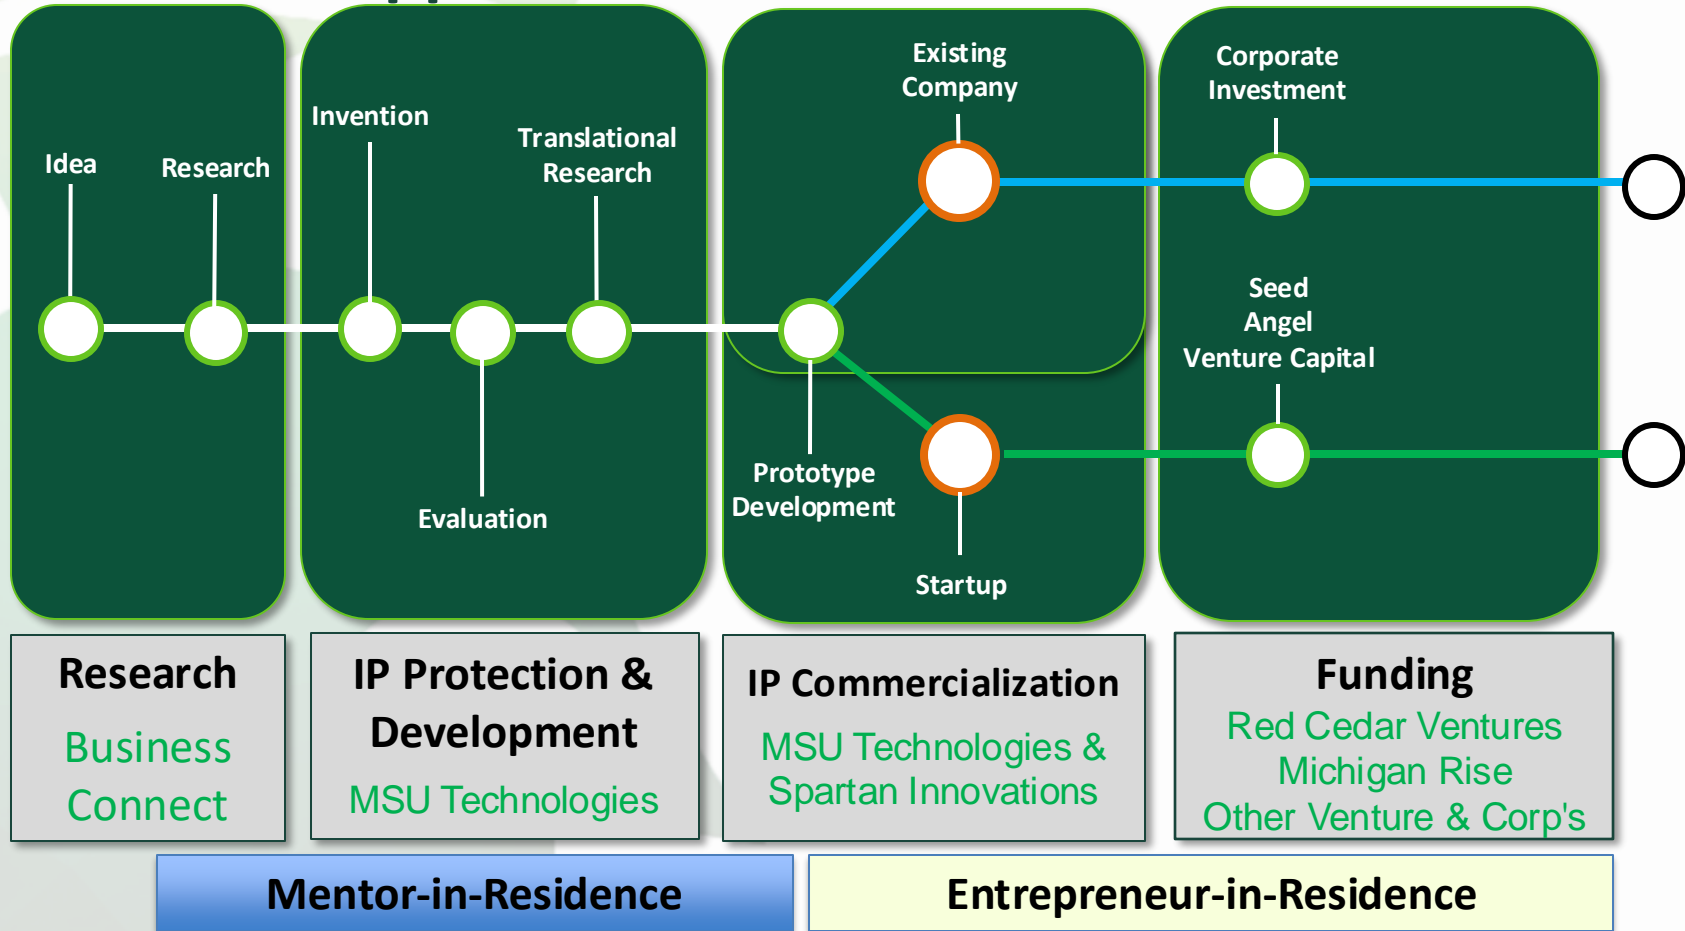 Idea
Research
Invention
Evaluation
Translational
Research
Prototype
Development
Existing
Company
Startup
Corporate
Investment
Seed
Angel
Venture Capital
Research
Business
Connect
IP Protection &
Development
MSU Technologies
IP Commercialization
MSU Technologies &
Spartan Innovations
Funding
Red Cedar Ventures
Michigan Rise
Other Venture & Corp's
Mentor-in-Residence
Entrepreneur-in-Residence